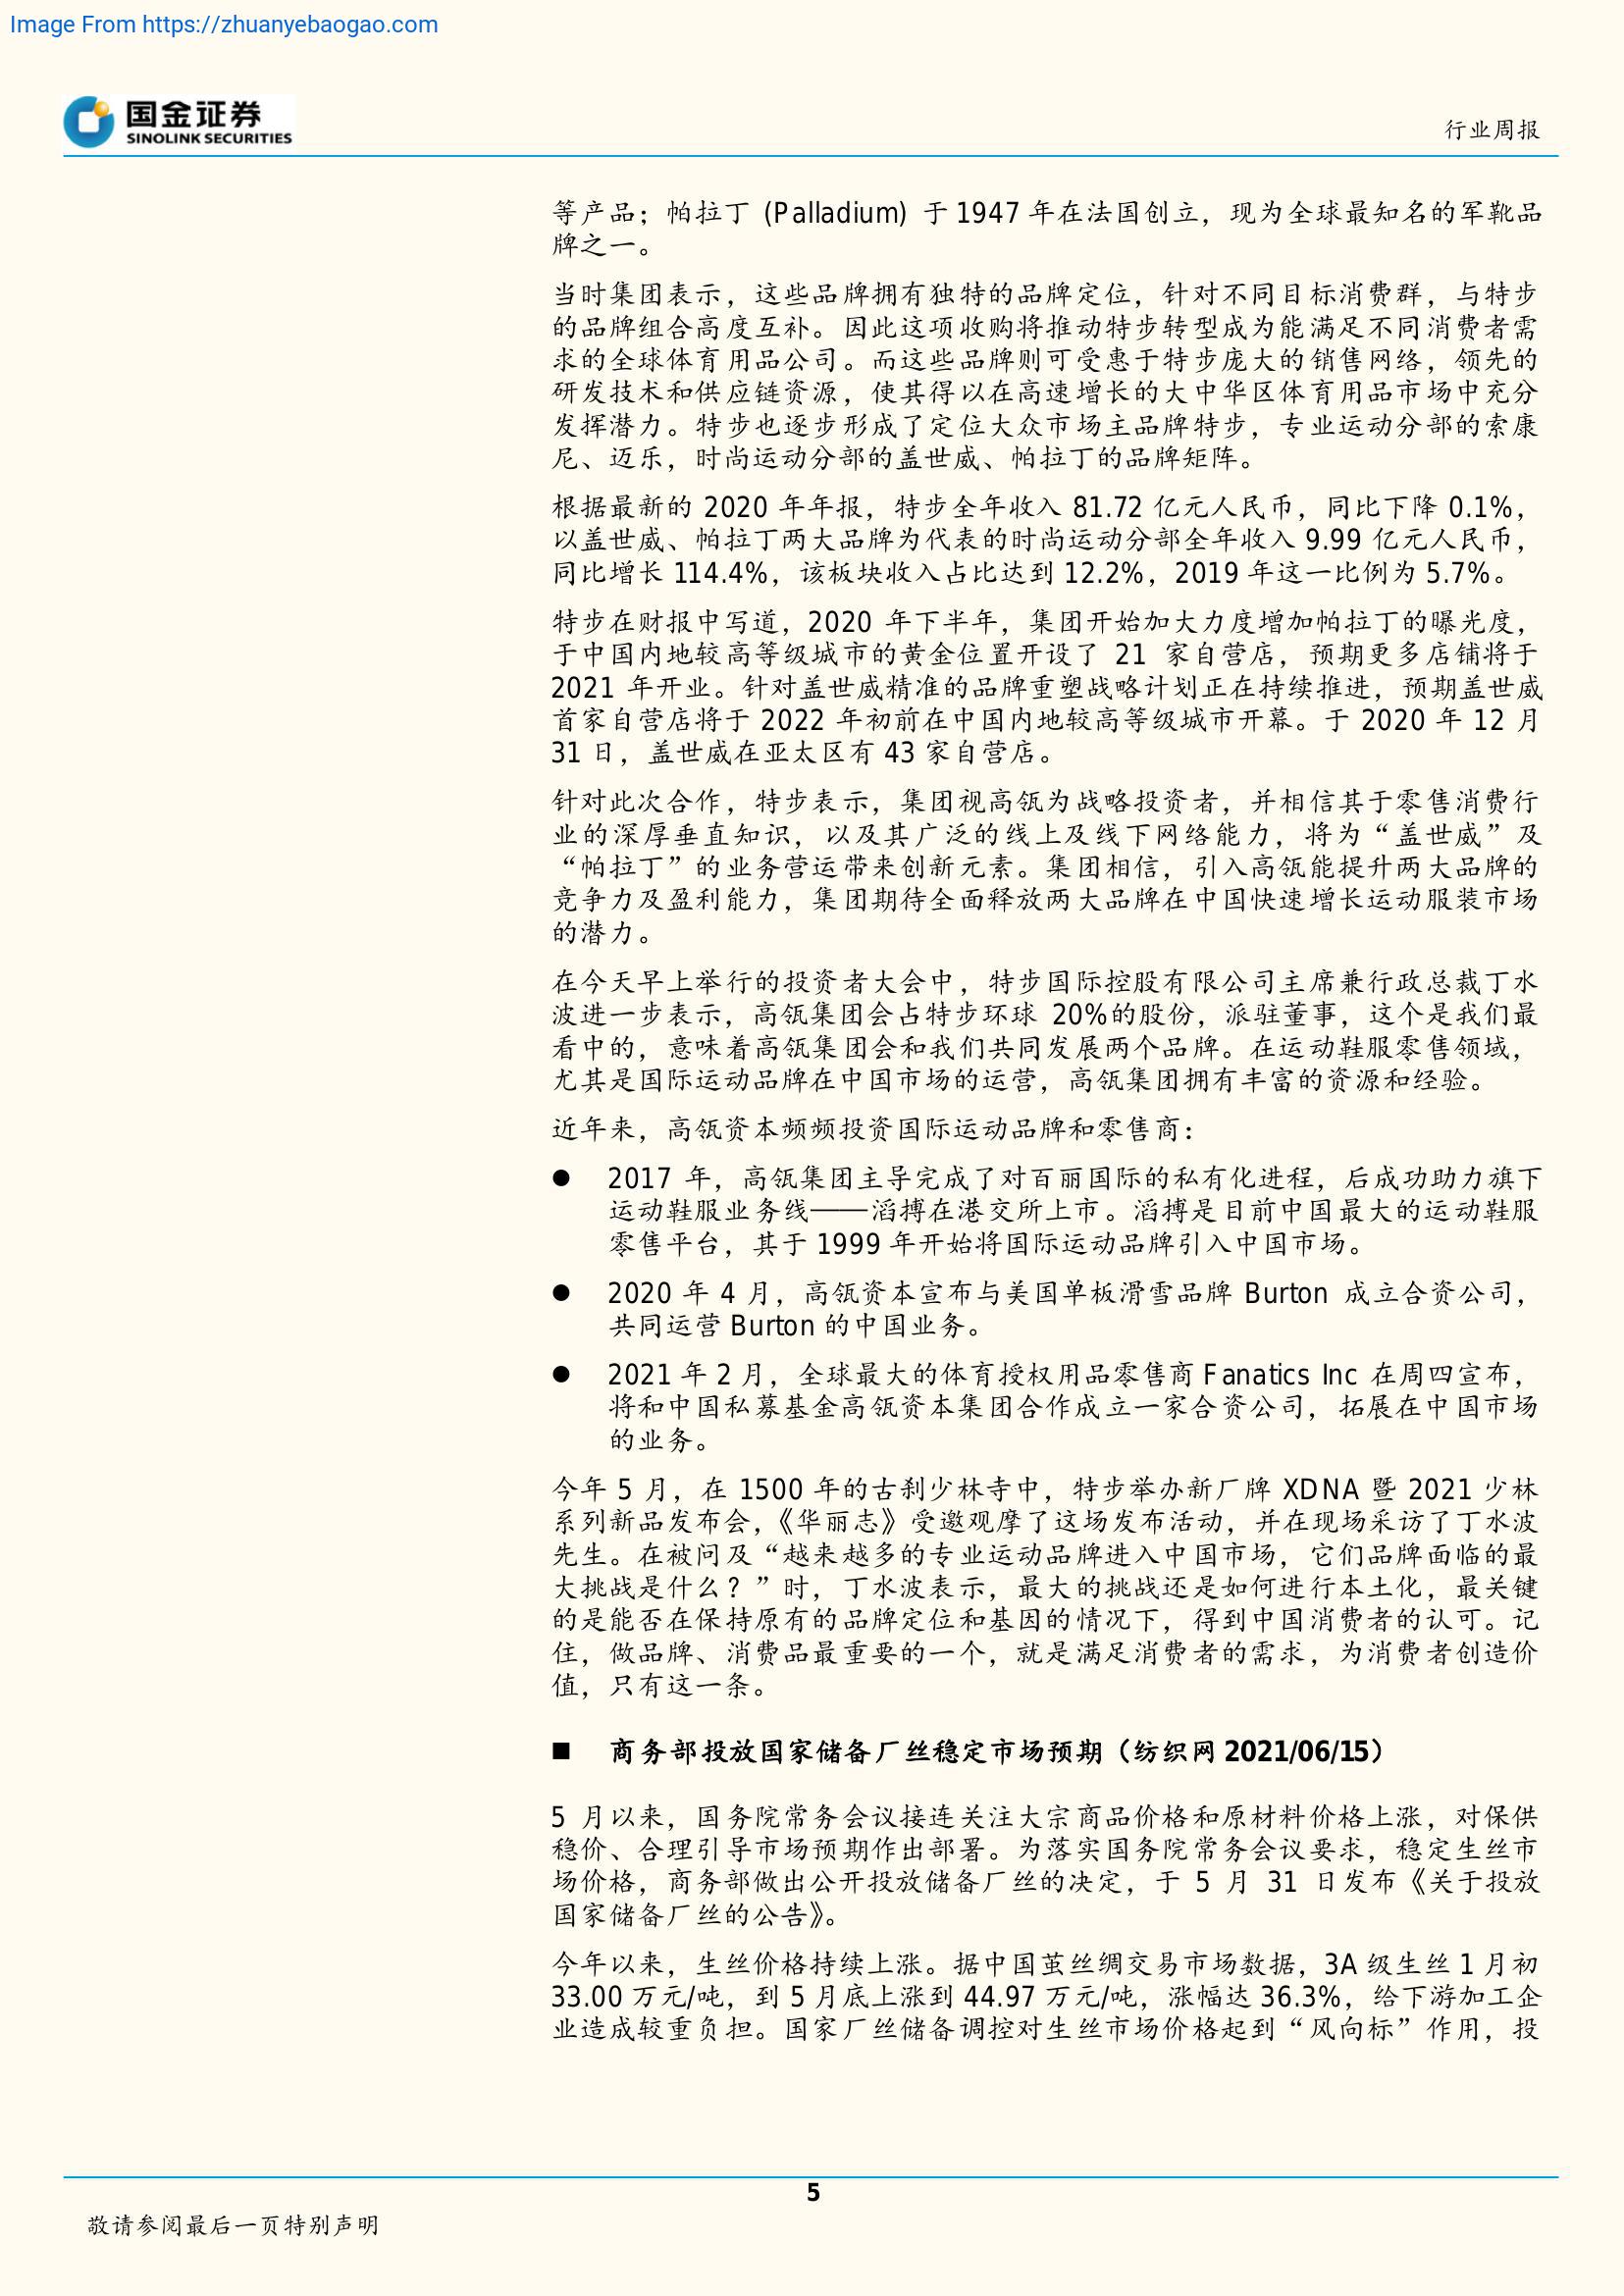 Image From https://zhuanyebaogao.com
国金证券
SINOLINK SECURITIES
行业周报
等产品；帕拉丁 (Palladium) 于 1947 年在法国创立，现为全球最知名的军靴品
牌之一。
当时集团表示，这些品牌拥有独特的品牌定位，针对不同目标消费群，与特步
的品牌组合高度互补。因此这项收购将推动特步转型成为能满足不同消费者需
求的全球体育用品公司。而这些品牌则可受惠于特步庞大的销售网络，领先的
研发技术和供应链资源，使其得以在高速增长的大中华区体育用品市场中充分
发挥潜力。特步也逐步形成了定位大众市场主品牌特步，专业运动分部的索康
尼、迈乐，时尚运动分部的盖世威、帕拉丁的品牌矩阵。
根据最新的 2020 年年报，特步全年收入 81.72 亿元人民币，同比下降 0.1%，
以盖世威、帕拉丁两大品牌为代表的时尚运动分部全年收入 9.99 亿元人民币，
同比增长 114.4%，该板块收入占比达到 12.2%，2019 年这一比例为 5.7%。
特步在财报中写道，2020 年下半年，集团开始加大力度增加帕拉丁的曝光度，
于中国内地较高等级城市的黄金位置开设了 21 家自营店，预期更多店铺将于
2021 年开业。针对盖世威精准的品牌重塑战略计划正在持续推进，预期盖世威
首家自营店将于 2022 年初前在中国内地较高等级城市开幕。于 2020 年 12 月
31 日，盖世威在亚太区有 43 家自营店。
针对此次合作，特步表示，集团视高瓴为战略投资者，并相信其于零售消费行
业的深厚垂直知识，以及其广泛的线上及线下网络能力，将为“盖世威”及
“帕拉丁”的业务营运带来创新元素。集团相信，引入高瓴能提升两大品牌的
竞争力及盈利能力，集团期待全面释放两大品牌在中国快速增长运动服装市场
的潜力。
在今天早上举行的投资者大会中，特步国际控股有限公司主席兼行政总裁丁水
波进一步表示，高瓴集团会占特步环球 20%的股份，派驻董事，这个是我们最
看中的，意味着高瓴集团会和我们共同发展两个品牌。在运动鞋服零售领域，
尤其是国际运动品牌在中国市场的运营，高瓴集团拥有丰富的资源和经验。
近年来，高瓴资本频频投资国际运动品牌和零售商：
● 2017 年，高瓴集团主导完成了对百丽国际的私有化进程，后成功助力旗下
运动鞋服业务线——滔搏在港交所上市。滔搏是目前中国最大的运动鞋服
零售平台，其于 1999 年开始将国际运动品牌引入中国市场。
● 2020 年 4 月，高瓴资本宣布与美国单板滑雪品牌 Burton 成立合资公司，
共同运营 Burton 的中国业务。
● 2021 年 2 月，全球最大的体育授权用品零售商 Fanatics Inc 在周四宣布，
将和中国私募基金高瓴资本集团合作成立一家合资公司，拓展在中国市场
的业务。
今年 5 月，在 1500 年的古刹少林寺中，特步举办新厂牌 XDNA 暨 2021 少林
系列新品发布会，《华丽志》受邀观摩了这场发布活动，并在现场采访了丁水波
先生。在被问及“越来越多的专业运动品牌进入中国市场，它们品牌面临的最
大挑战是什么？”时，丁水波表示，最大的挑战还是如何进行本土化，最关键
的是能否在保持原有的品牌定位和基因的情况下，得到中国消费者的认可。记
住，做品牌、消费品最重要的一个，就是满足消费者的需求，为消费者创造价
值，只有这一条。
■ 商务部投放国家储备厂丝稳定市场预期（纺织网 2021/06/15）
5 月以来，国务院常务会议接连关注大宗商品价格和原材料价格上涨，对保供
稳价、合理引导市场预期作出部署。为落实国务院常务会议要求，稳定生丝市
场价格，商务部做出公开投放储备厂丝的决定，于 5 月 31 日发布《关于投放
国家储备厂丝的公告》。
今年以来，生丝价格持续上涨。据中国茧丝绸交易市场数据，3A 级生丝 1 月初
33.00 万元/吨，到 5 月底上涨到 44.97 万元/吨，涨幅达 36.3%，给下游加工企
业造成较重负担。国家厂丝储备调控对生丝市场价格起到“风向标”作用，投
5
敬请参阅最后一页特别声明